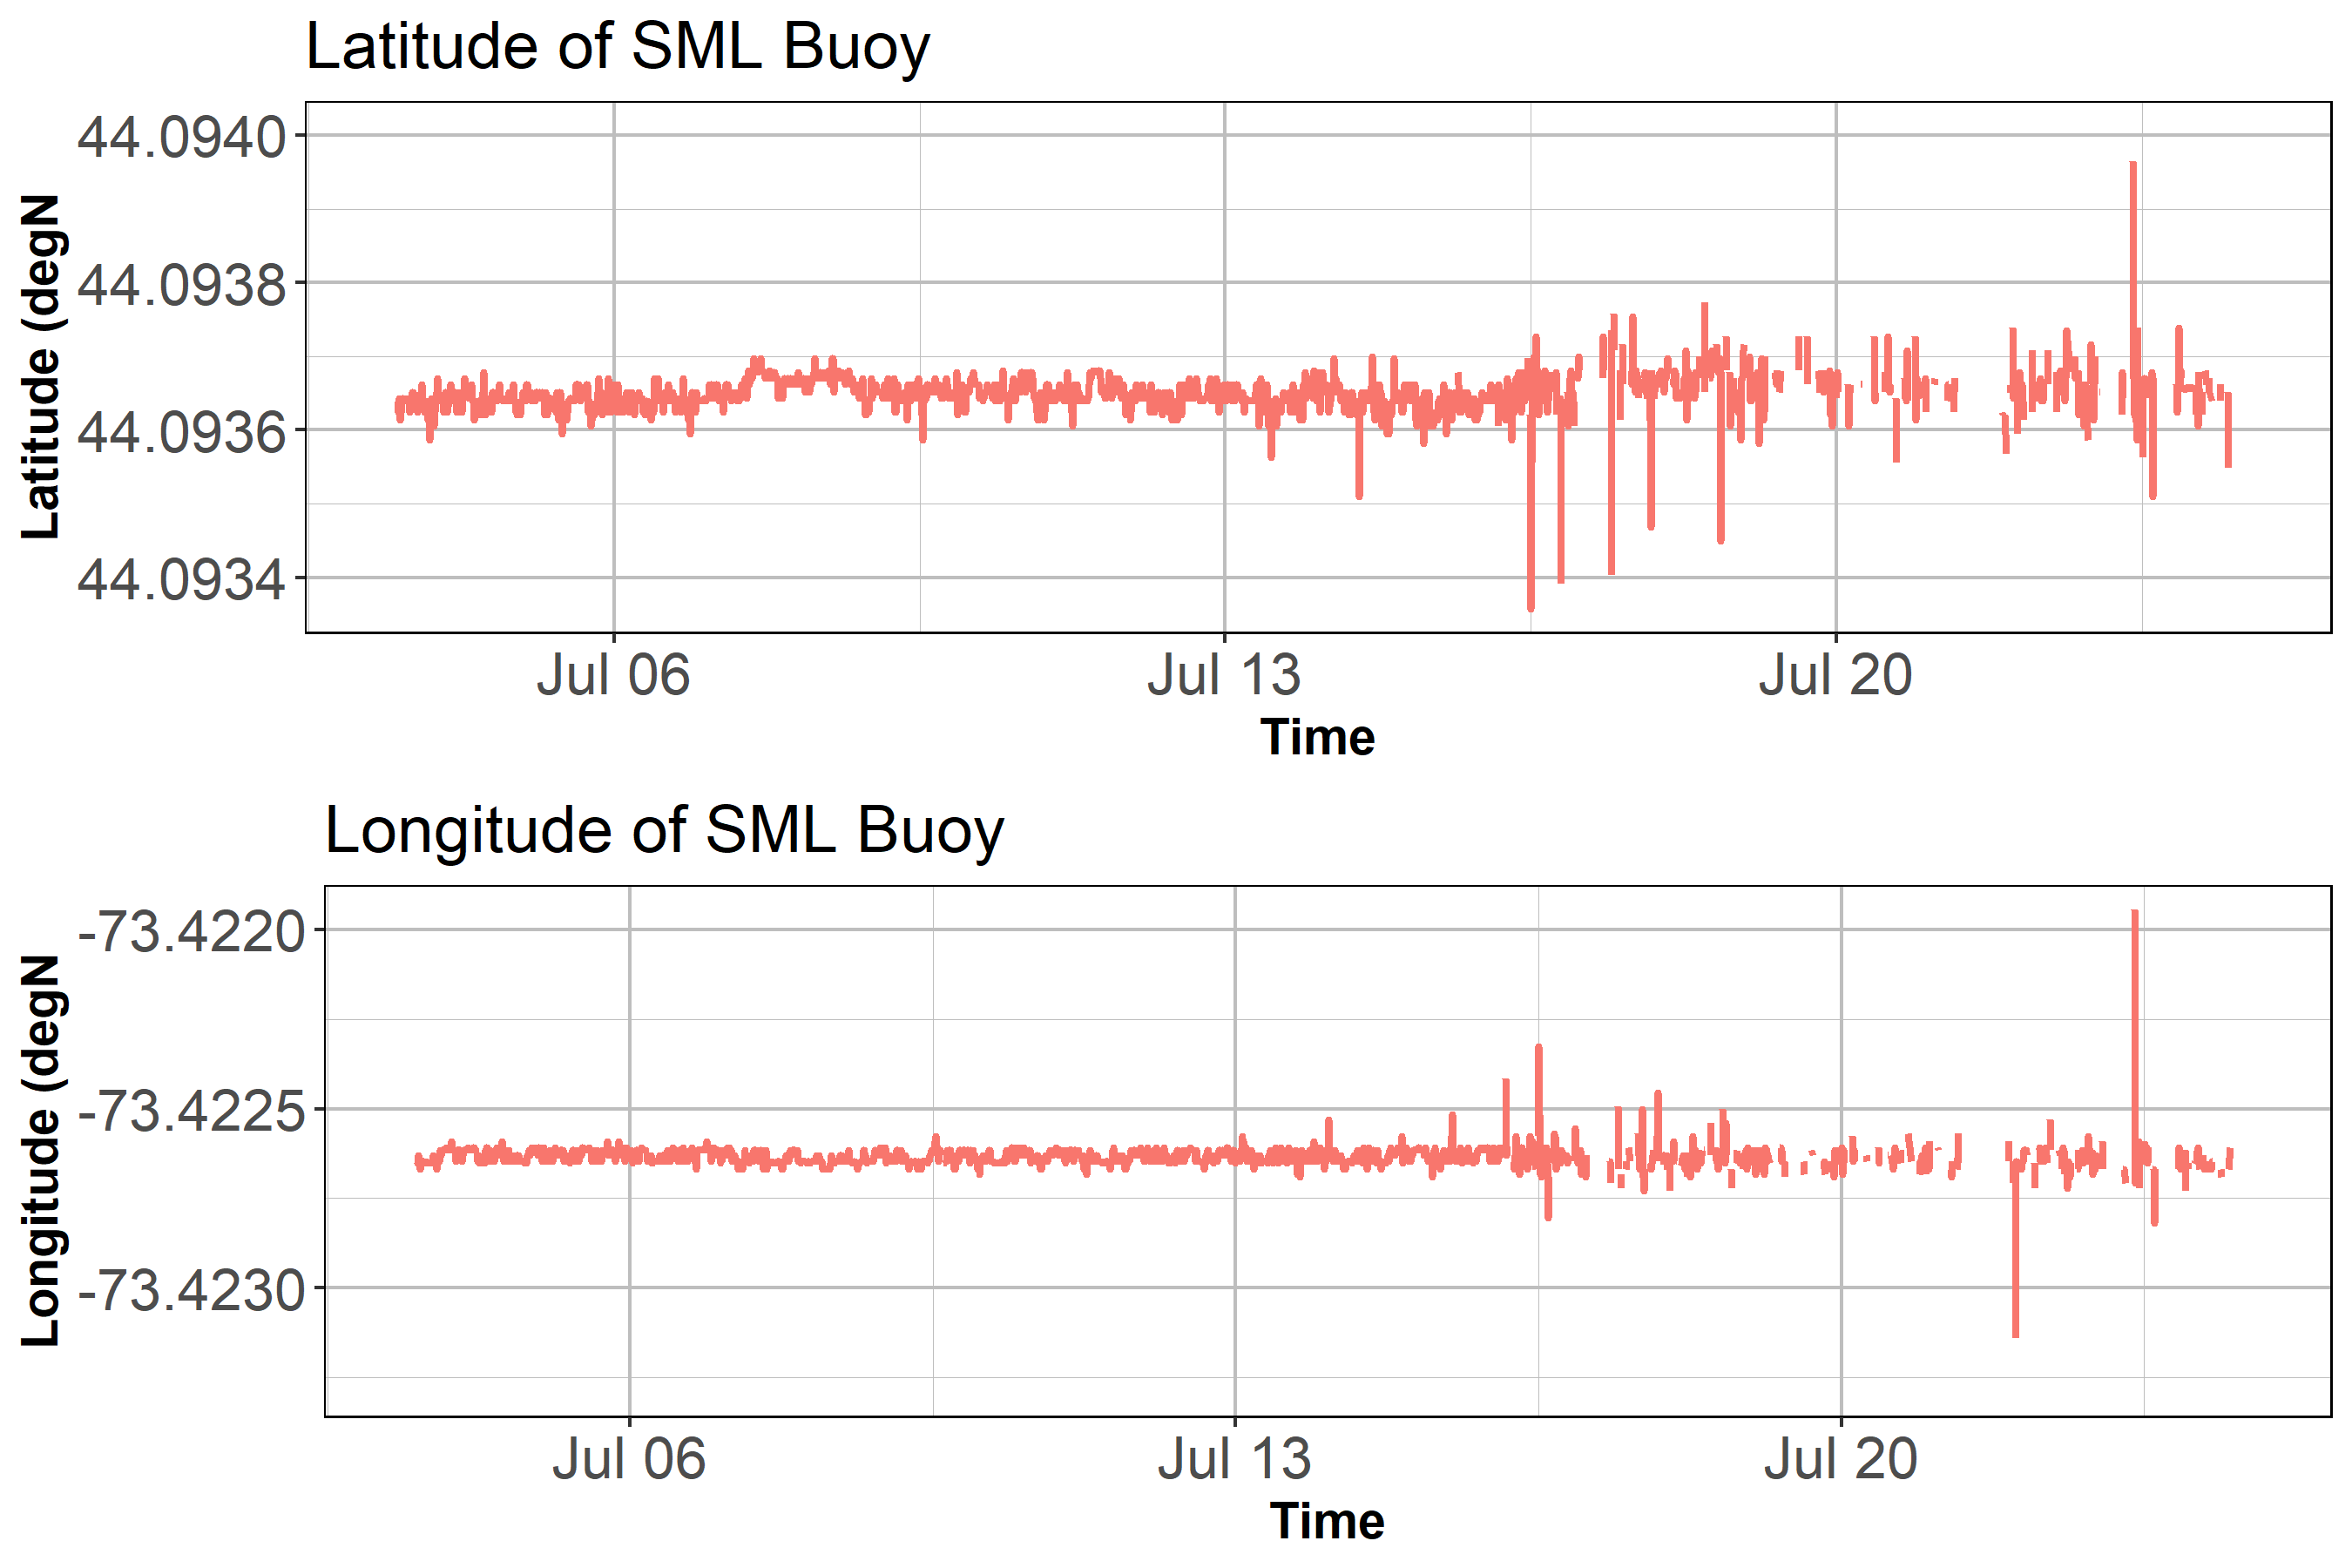 Latitude of SML Buoy
44.0940
44.0938
44.0936
44.0934
Latitude (degN
Jul 06 Jul 13 Jul 20
Time
Longitude of SML Buoy
-73.4220
-73.4225
-73.4230
Longitude (degN
Jul 06 Jul 13 Jul 20
Time